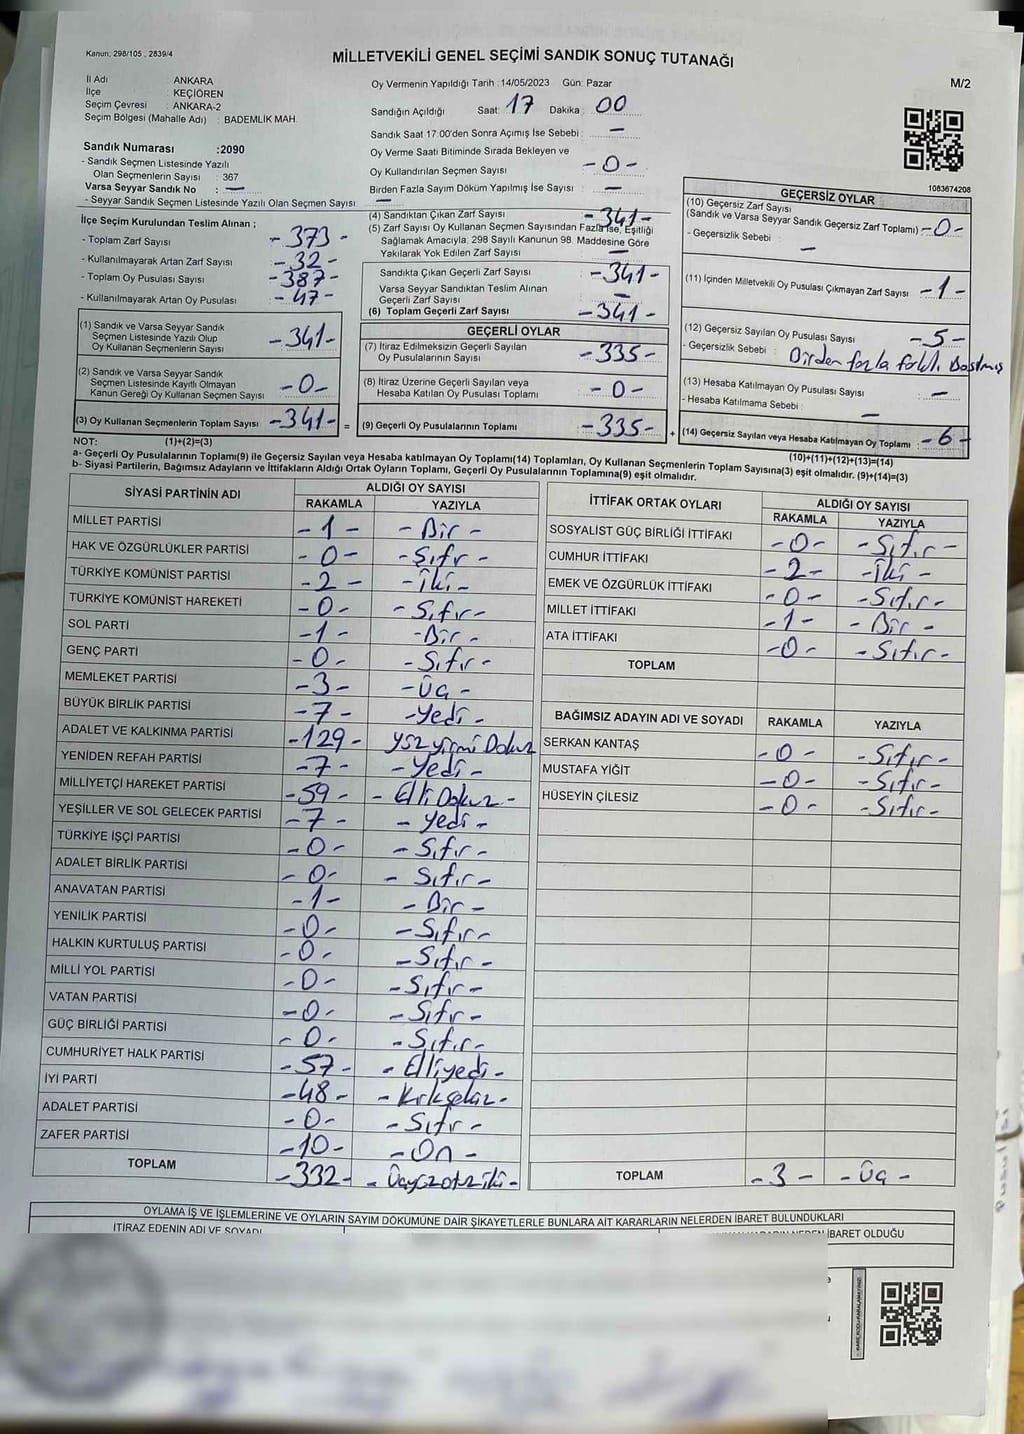 Kanun: 298/105 , 2839/4
MİLLETVEKİLİ GENEL SEÇİMİ SANDIK SONUÇ TUTANAĞI
M/2
İl Adı ANKARA
İlçe KEÇİÖREN
Seçim Çevresi : ANKARA-2
Seçim Bölgesi (Mahalle Adı) : BADEMLİK MAH.
Oy Vermenin Yapıldığı Tarih : 14/05/2023 Gün: Pazar
Sandığın Açıldığı Saat: 17 Dakika : 00
Sandık Saat 17:00'den Sonra Açımış İse Sebebi : -
Oy Verme Saati Bitiminde Sırada Bekleyen ve
Oy Kullandırılan Seçmen Sayısı : -0-
Birden Fazla Sayım Döküm Yapılmış İse Sayısı : -
Sandık Numarası :2090
- Sandık Seçmen Listesinde Yazılı
Olan Seçmenlerin Sayısı : 367
Varsa Seyyar Sandık No : -
- Seyyar Sandık Seçmen Listesinde Yazılı Olan Seçmen Sayısı : -
1083674208
İlçe Seçim Kurulundan Teslim Alınan :
- Toplam Zarf Sayısı -373-
- Kullanılmayarak Artan Zarf Sayısı -32-
- Toplam Oy Pusulası Sayısı -387-
- Kullanılmayarak Artan Oy Pusulası -47-
(1) Sandık ve Varsa Seyyar Sandık
Seçmen Listesinde Yazılı Olup
Oy Kullanan Seçmenlerin Sayısı -341-
(2) Sandık ve Varsa Seyyar Sandık
Seçmen Listesinde Kayıtlı Olmayan
Kanun Gereği Oy Kullanan Seçmen Sayısı -0-
(3) Oy Kullanan Seçmenlerin Toplam Sayısı -341- =
(4) Sandıktan Çıkan Zarf Sayısı -341-
(5) Zarf Sayısı Oy Kullanan Seçmen Sayısından Fazla İse, Eşitliği
Sağlamak Amacıyla; 298 Sayılı Kanunun 98. Maddesine Göre
Yakılarak Yok Edilen Zarf Sayısı : -
Sandıkta Çıkan Geçerli Zarf Sayısı -341-
Varsa Seyyar Sandıktan Teslim Alınan
Geçerli Zarf Sayısı -
(6) Toplam Geçerli Zarf Sayısı -341-
GEÇERLİ OYLAR
(7) İtiraz Edilmeksizin Geçerli Sayılan
Oy Pusulalarının Sayısı -335-
(8) İtiraz Üzerine Geçerli Sayılan veya
Hesaba Katılan Oy Pusulası Toplamı -0-
(9) Geçerli Oy Pusulalarının Toplamı -335- +
GEÇERSİZ OYLAR
(10) Geçersiz Zarf Sayısı
(Sandık ve Varsa Seyyar Sandık Geçersiz Zarf Toplamı) -0-
- Geçersizlik Sebebi : -
(11) İçinden Milletvekili Oy Pusulası Çıkmayan Zarf Sayısı -1-
(12) Geçersiz Sayılan Oy Pusulası Sayısı -5-
- Geçersizlik Sebebi : Birden fazla farklı Basılmış
(13) Hesaba Katılmayan Oy Pusulası Sayısı -
- Hesaba Katılmama Sebebi : -
(14) Geçersiz Sayılan veya Hesaba Katılmayan Oy Toplamı -6-
NOT: (1)+(2)=(3) (10)+(11)+(12)+(13)=(14)
a- Geçerli Oy Pusulalarının Toplamı(9) ile Geçersiz Sayılan veya Hesaba katılmayan Oy Toplamı(14) Toplamları, Oy Kullanan Seçmenlerin Toplam Sayısına(3) eşit olmalıdır. (9)+(14)=(3)
b- Siyasi Partilerin, Bağımsız Adayların ve İttifakların Aldığı Ortak Oyların Toplamı, Geçerli Oy Pusulalarının Toplamına(9) eşit olmalıdır.
SİYASİ PARTİNİN ADI ALDIĞI OY SAYISI
RAKAMLA YAZIYLA
MİLLET PARTİSİ -1- -Bir-
HAK VE ÖZGÜRLÜKLER PARTİSİ -0- -Sıfır-
TÜRKİYE KOMÜNİST PARTİSİ -2- -İki-
TÜRKİYE KOMÜNİST HAREKETİ -0- -Sıfır-
SOL PARTİ -1- -Bir-
GENÇ PARTİ -0- -Sıfır-
MEMLEKET PARTİSİ -3- -Üç-
BÜYÜK BİRLİK PARTİSİ -7- -Yedi-
ADALET VE KALKINMA PARTİSİ -129- yüz yirmi Dokuz
YENİDEN REFAH PARTİSİ -7- -Yedi-
MİLLİYETÇİ HAREKET PARTİSİ -59- -Elli Dokuz-
YEŞİLLER VE SOL GELECEK PARTİSİ -7- -yedi-
TÜRKİYE İŞÇİ PARTİSİ -0- -Sıfır-
ADALET BİRLİK PARTİSİ -0- -Sıfır-
ANAVATAN PARTİSİ -1- -Bir-
YENİLİK PARTİSİ -0- -Sıfır-
HALKIN KURTULUŞ PARTİSİ -0- -Sıfır-
MİLLİ YOL PARTİSİ -0- -Sıfır-
VATAN PARTİSİ -0- -Sıfır-
GÜÇ BİRLİĞİ PARTİSİ -0- -Sıfır-
CUMHURİYET HALK PARTİSİ -57- -Elliyedi-
İYİ PARTİ -48- -Kırksekiz-
ADALET PARTİSİ -0- -Sıfır-
ZAFER PARTİSİ -10- -On-
TOPLAM -332- -Üçyüzotuziki-
İTTİFAK ORTAK OYLARI ALDIĞI OY SAYISI
RAKAMLA YAZIYLA
SOSYALİST GÜÇ BİRLİĞİ İTTİFAKI -0- -Sıfır-
CUMHUR İTTİFAKI -2- -İki-
EMEK VE ÖZGÜRLÜK İTTİFAKI -0- -Sıfır-
MİLLET İTTİFAKI -1- -Bir-
ATA İTTİFAKI -0- -Sıfır-
TOPLAM
BAĞIMSIZ ADAYIN ADI VE SOYADI RAKAMLA YAZIYLA
SERKAN KANTAŞ -0- -Sıfır-
MUSTAFA YİĞİT -0- -Sıfır-
HÜSEYİN ÇİLESİZ -0- -Sıfır-
TOPLAM -3- -Üç-
OYLAMA İŞ VE İŞLEMLERİNE VE OYLARIN SAYIM DÖKÜMÜNE DAİR ŞİKAYETLERLE BUNLARA AİT KARARLARIN NELERDEN İBARET BULUNDUKLARI
İTİRAZ EDENİN ADI VE SOYADI
İBARET OLDUĞU